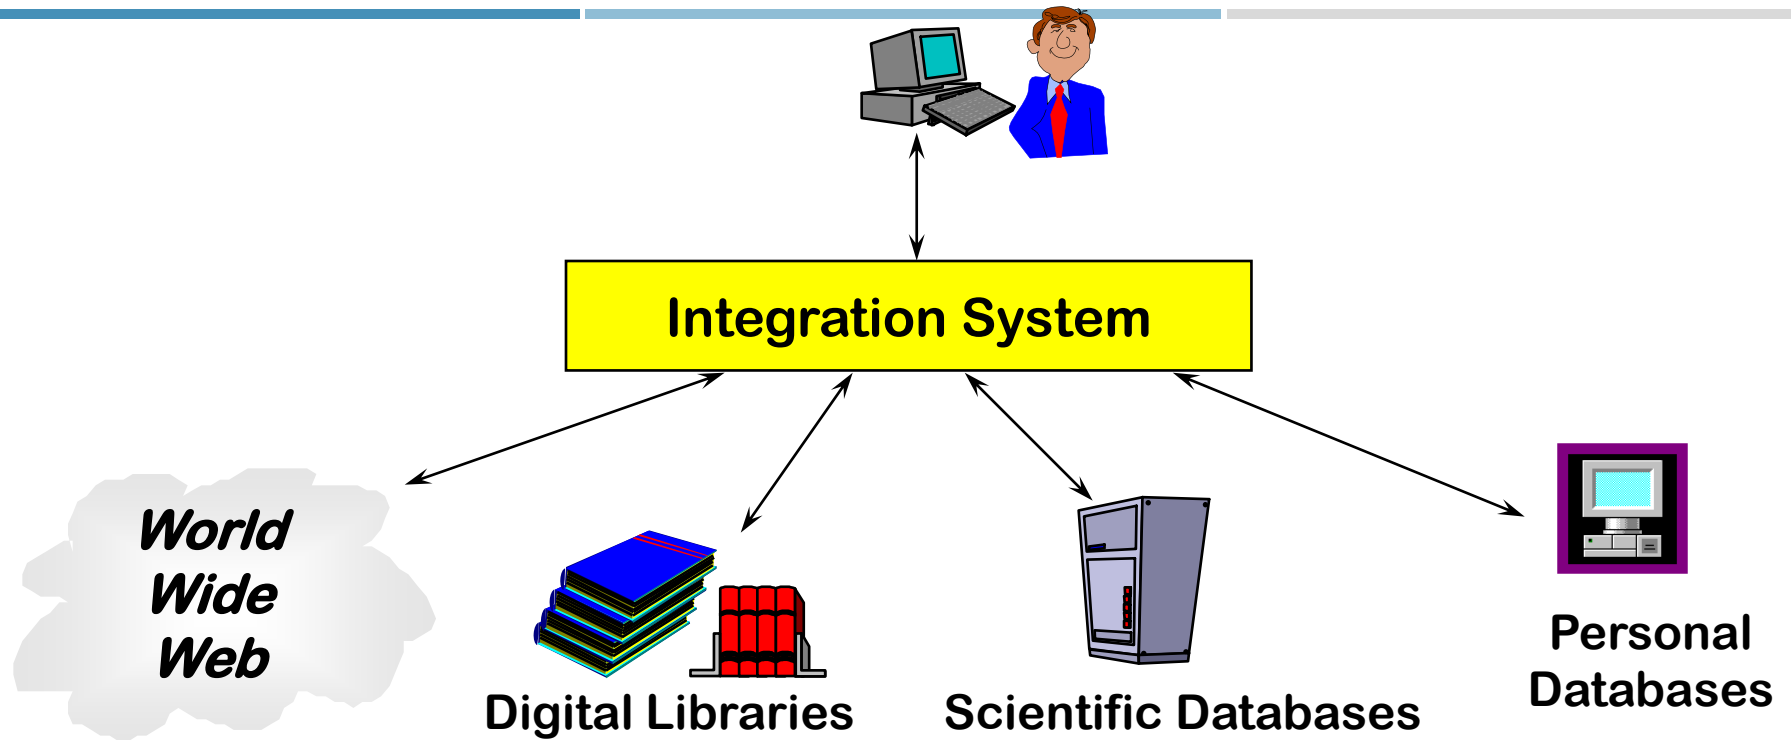 Integration System
World
Wide
Web
Digital Libraries
Scientific Databases
Personal
Databases